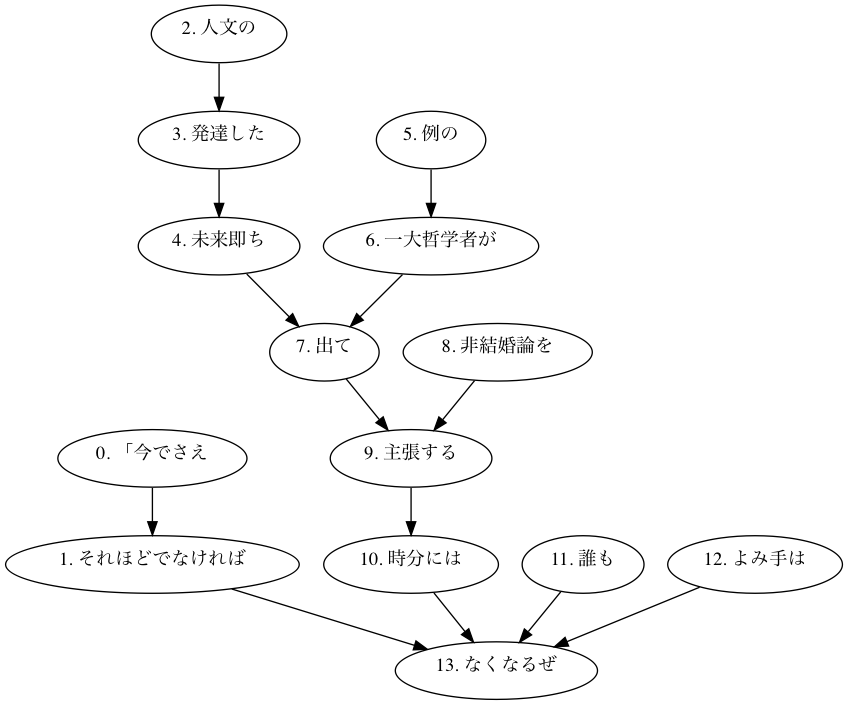 2. 人文の
3. 発達した
5. 例の
4. 未来即ち
6. 一大哲学者が
7. 出て
8. 非結婚論を
0. 「今でさえ
9. 主張する
1. それほどでなければ
10. 時分には
11. 誰も
12. よみ手は
13. なくなるぜ